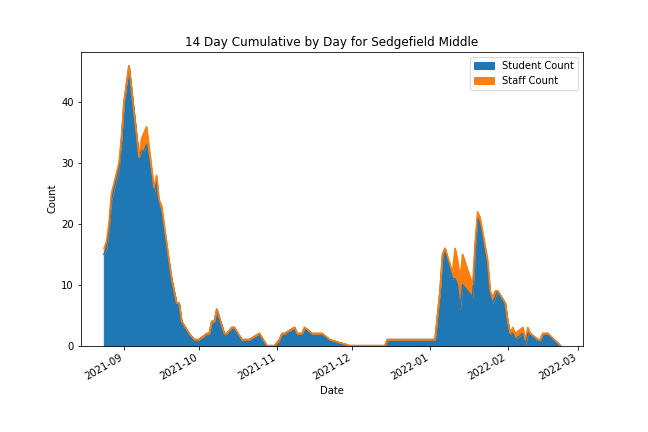 14 Day Cumulative by Day for Sedgefield Middle
Student Count
Staff Count
Count
40
30
20
10
0
2021-09
2021-10
2021-11
2021-12
2022-01
2022-02
2022-03
Date